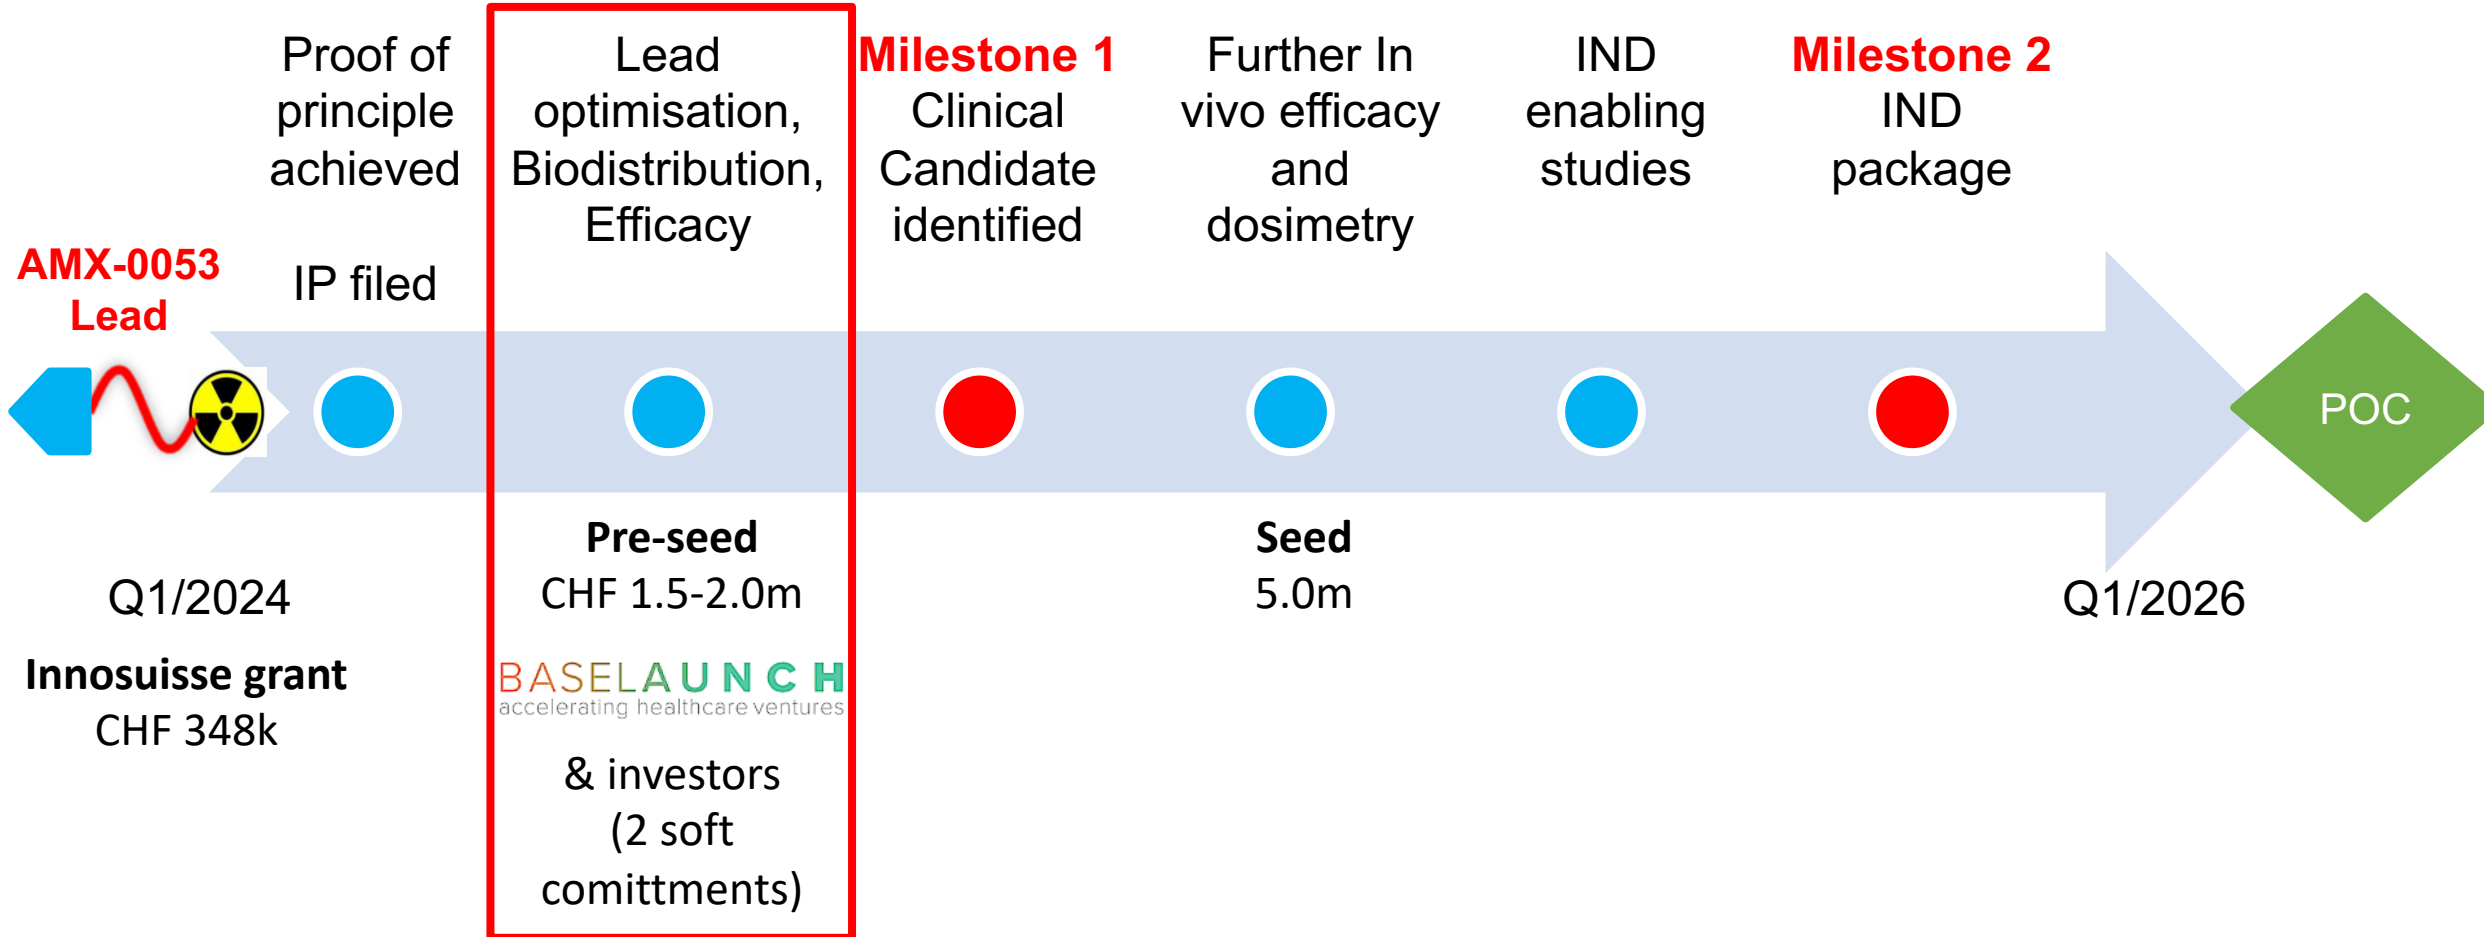 AMX-0053
Lead
Proof of
principle
achieved
IP filed
Lead
optimisation,
Biodistribution,
Efficacy
Milestone 1
Clinical
Candidate
identified
Further In
vivo efficacy
and
dosimetry
IND
enabling
studies
Milestone 2
IND
package
POC
Q1/2024
Innosuisse grant
CHF 348k
Pre-seed
CHF 1.5-2.0m
BASELAUNCH
accelerating healthcare ventures
& investors
(2 soft
comittments)
Seed
5.0m
Q1/2026